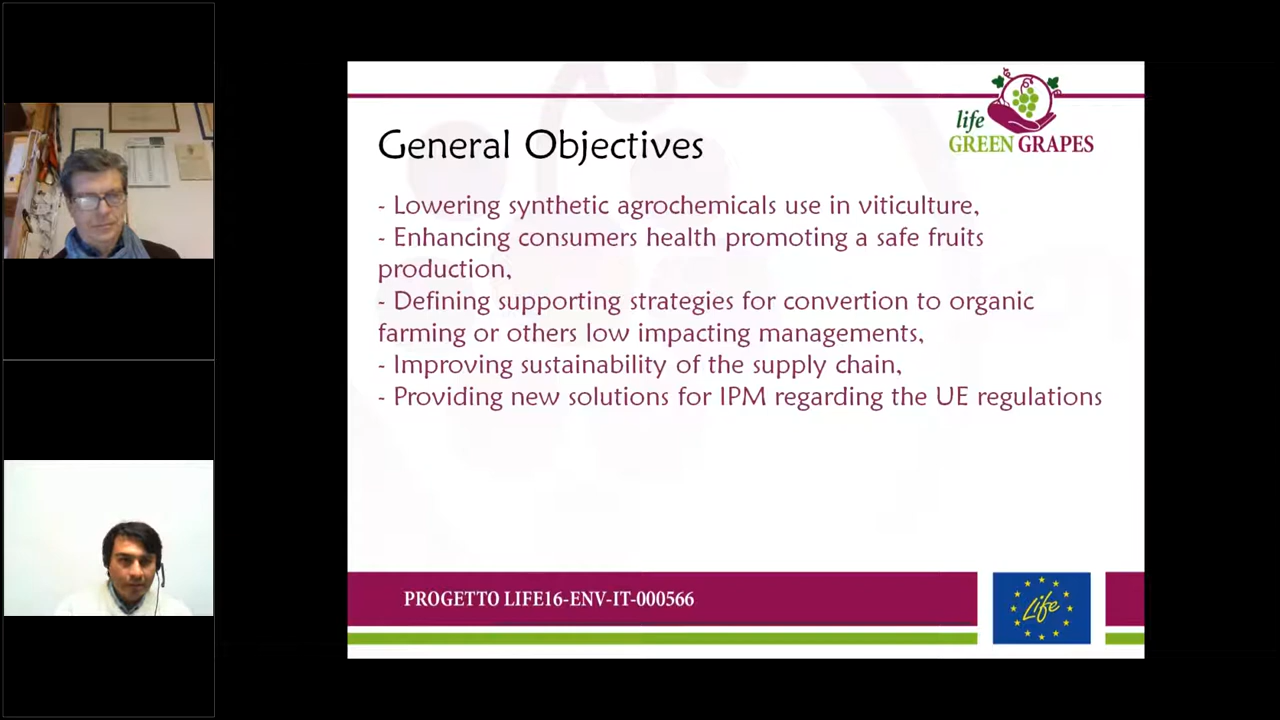 life
GREEN GRAPES
General Objectives
- Lowering synthetic agrochemicals use in viticulture,
- Enhancing consumers health promoting a safe fruits
production,
- Defining supporting strategies for convertion to organic
farming or others low impacting managements,
- Improving sustainability of the supply chain,
- Providing new solutions for IPM regarding the UE regulations
PROGETTO LIFE16-ENV-IT-000566
Life